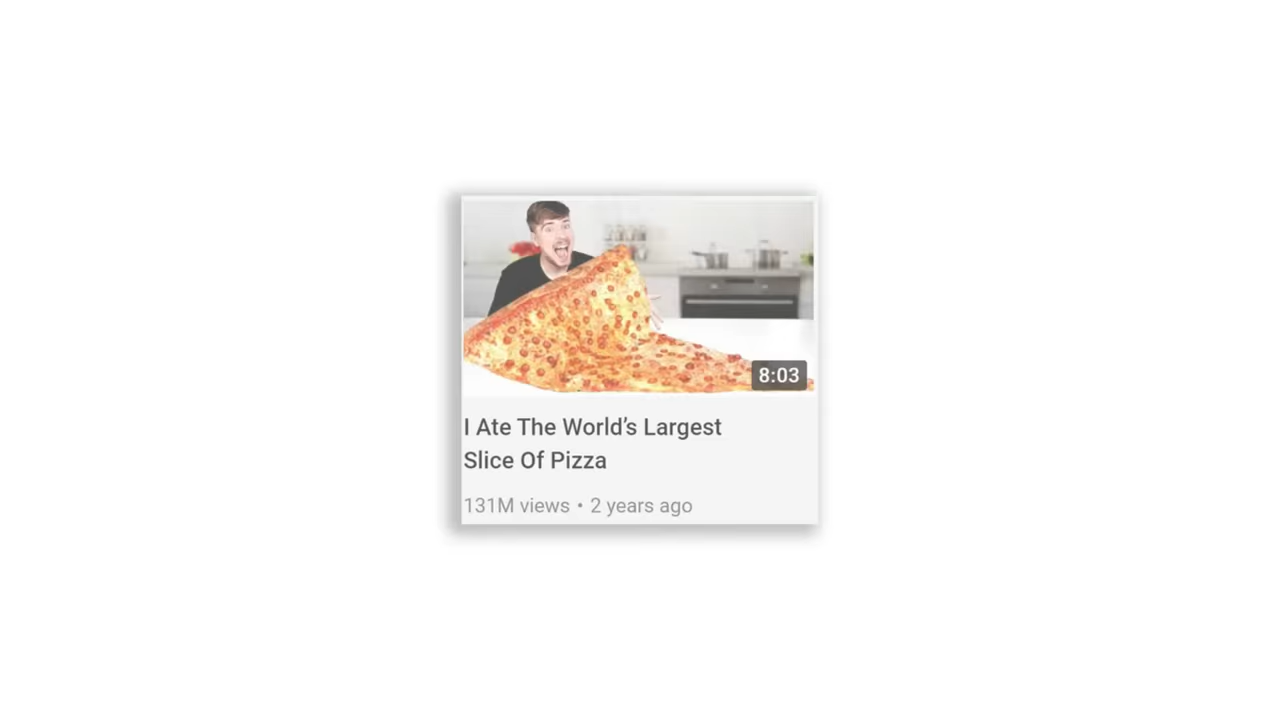 8:03
I Ate The World’s Largest
Slice Of Pizza
131M views • 2 years ago